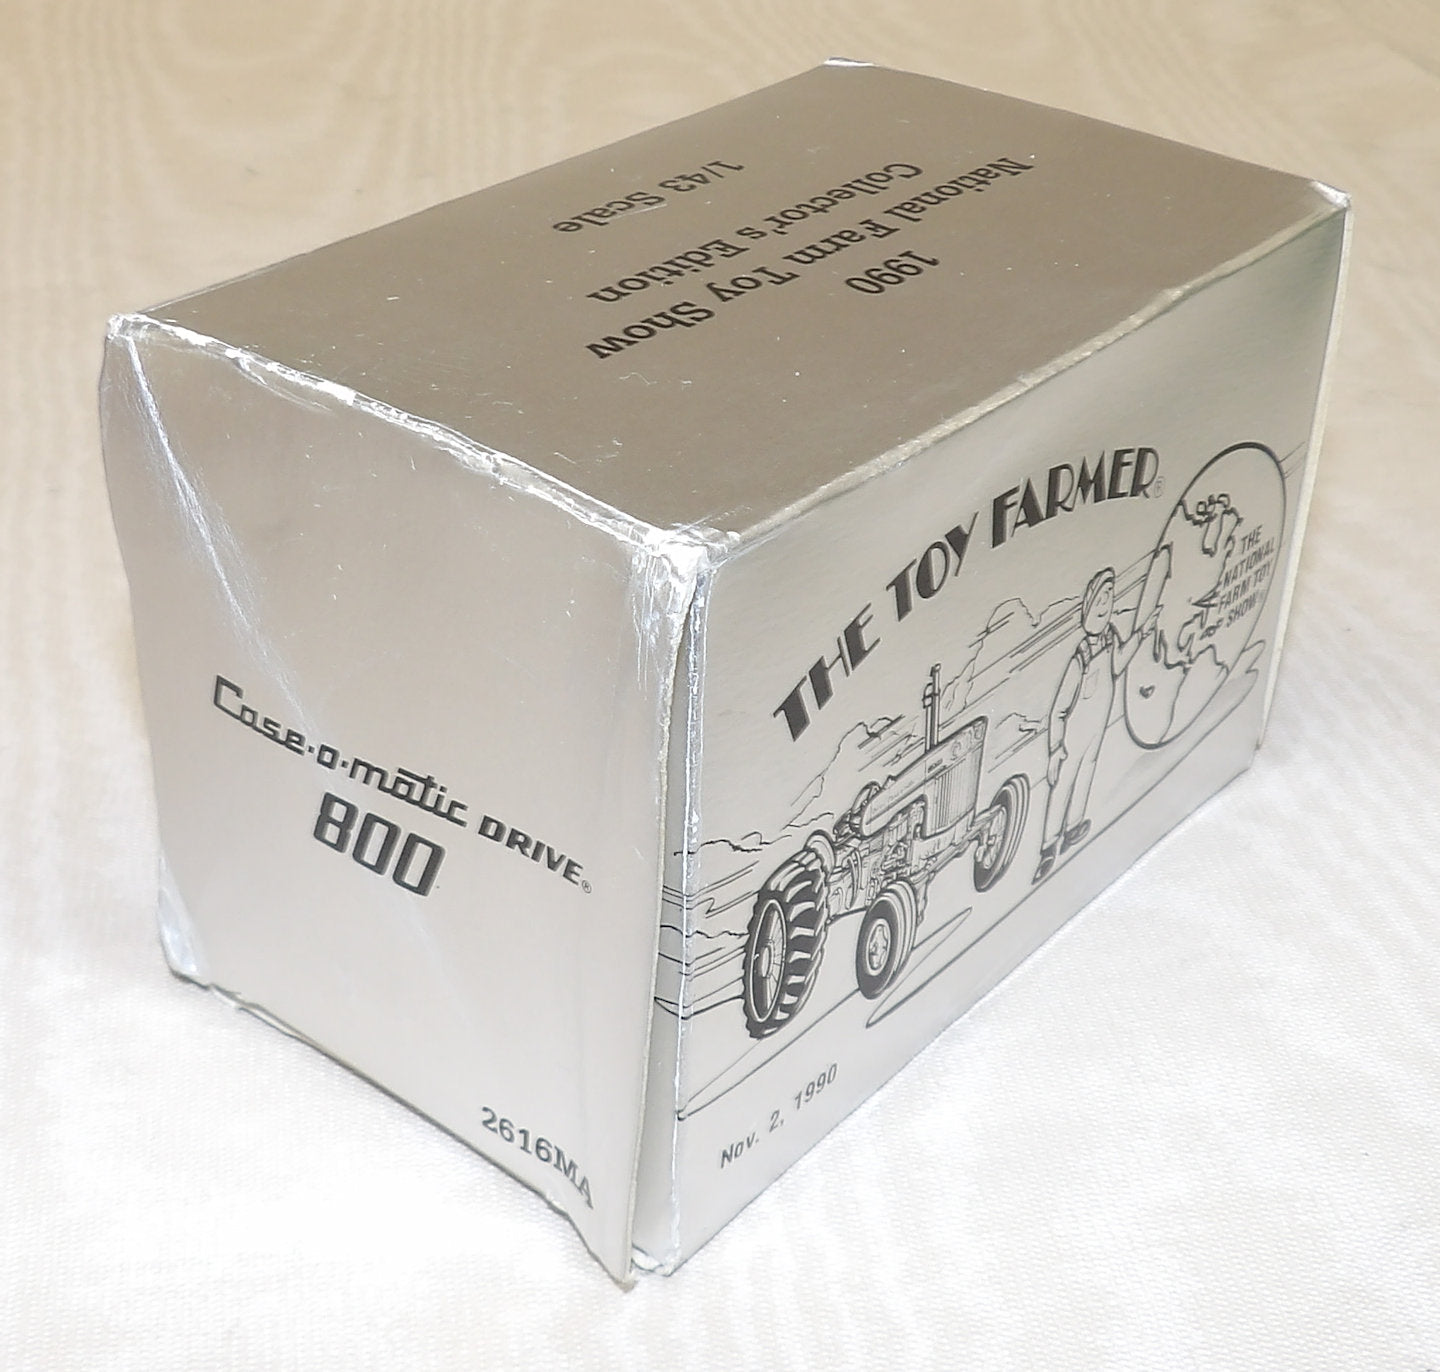 1990
National Farm Toy Show
Collector's Edition
1/43 Scale
THE TOY FARMER®
THE
NATIONAL
FARM TOY
SHOW
Nov. 2, 1990
Case-o-matic DRIVE®
800
2616MA